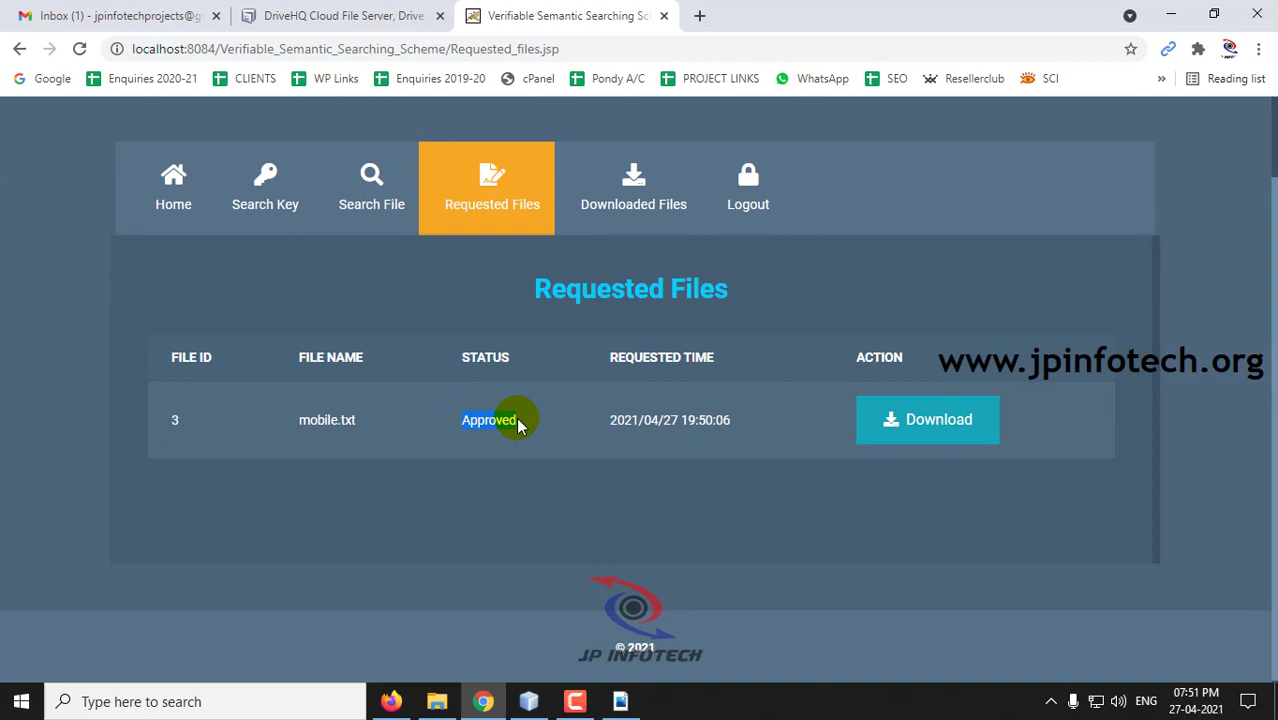 Inbox (1) - jpinfotechprojects@g
DriveHQ Cloud File Server, Drive
Verifiable Semantic Searching Sc
localhost:8084/Verifiable_Semantic_Searching_Scheme/Requested_files.jsp
Google Enquiries 2020-21 CLIENTS WP Links Enquiries 2019-20 cPanel Pondy A/C PROJECT LINKS WhatsApp SEO Resellerclub SCI » Reading list
Home Search Key Search File Requested Files Downloaded Files Logout
Requested Files
FILE ID FILE NAME STATUS REQUESTED TIME ACTION
www.jpinfotech.org
3 mobile.txt Approved 2021/04/27 19:50:06 Download
© 2021
JP INFOTECH
Type here to search
ENG
07:51 PM
27-04-2021